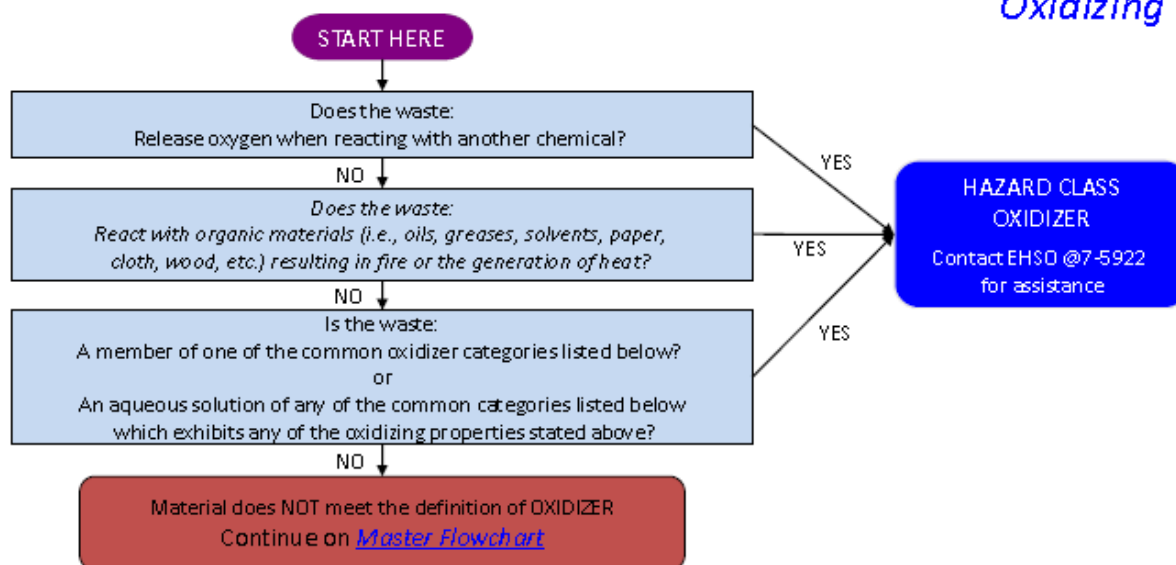 Oxidizing
START HERE
Does the waste:
Release oxygen when reacting with another chemical?
YES
NO
Does the waste:
React with organic materials (i.e., oils, greases, solvents, paper,
cloth, wood, etc.) resulting in fire or the generation of heat?
YES
HAZARD CLASS
OXIDIZER
Contact EHSO @7-5922
for assistance
NO
Is the waste:
A member of one of the common oxidizer categories listed below?
or
An aqueous solution of any of the common categories listed below
which exhibits any of the oxidizing properties stated above?
YES
NO
Material does NOT meet the definition of OXIDIZER
Continue on Master Flowchart